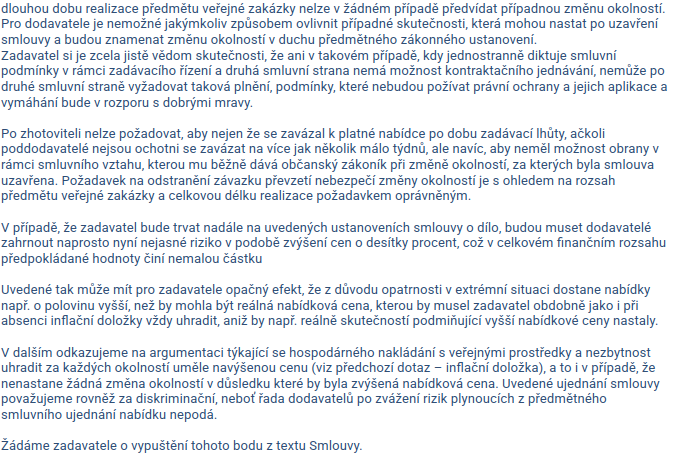 dlouhou dobu realizace předmětu veřejné zakázky nelze v žádném případě předvídat případnou změnu okolností.
Pro dodavatele je nemožné jakýmkoliv způsobem ovlivnit případné skutečnosti, která mohou nastat po uzavření
smlouvy a budou znamenat změnu okolností v duchu předmětného zákonného ustanovení.
Zadavatel si je zcela jistě vědom skutečnosti, že ani v takovém případě, kdy jednostranně diktuje smluvní
podmínky v rámci zadávacího řízení a druhá smluvní strana nemá možnost kontraktačního jednávání, nemůže po
druhé smluvní straně vyžadovat taková plnění, podmínky, které nebudou požívat právní ochrany a jejich aplikace a
vymáhání bude v rozporu s dobrými mravy.

Po zhotoviteli nelze požadovat, aby nejen že se zavázal k platné nabídce po dobu zadávací lhůty, ačkoli
poddodavatelé nejsou ochotni se zavázat na více jak několik málo týdnů, ale navíc, aby neměl možnost obrany v
rámci smluvního vztahu, kterou mu běžně dává občanský zákoník při změně okolností, za kterých byla smlouva
uzavřena. Požadavek na odstranění závazku převzetí nebezpečí změny okolností je s ohledem na rozsah
předmětu veřejné zakázky a celkovou délku realizace požadavkem oprávněným.

V případě, že zadavatel bude trvat nadále na uvedených ustanoveních smlouvy o dílo, budou muset dodavatelé
zahrnout naprosto nyní nejasné riziko v podobě zvýšení cen o desítky procent, což v celkovém finančním rozsahu
předpokládané hodnoty činí nemalou částku

Uvedené tak může mít pro zadavatele opačný efekt, že z důvodu opatrnosti v extrémní situaci dostane nabídky
např. o polovinu vyšší, než by mohla být reálná nabídková cena, kterou by musel zadavatel obdobně jako i při
absenci inflační doložky vždy uhradit, aniž by např. reálně skutečností podmiňující vyšší nabídkové ceny nastaly.

V dalším odkazujeme na argumentaci týkající se hospodárného nakládání s veřejnými prostředky a nezbytnost
uhradit za každých okolností uměle navýšenou cenu (viz předchozí dotaz – inflační doložka), a to i v případě, že
nenastane žádná změna okolností v důsledku které by byla zvýšená nabídková cena. Uvedené ujednání smlouvy
považujeme rovněž za diskriminační, neboť řada dodavatelů po zvážení rizik plynoucích z předmětného
smluvního ujednání nabídku nepodá.

Žádáme zadavatele o vypuštění tohoto bodu z textu Smlouvy.